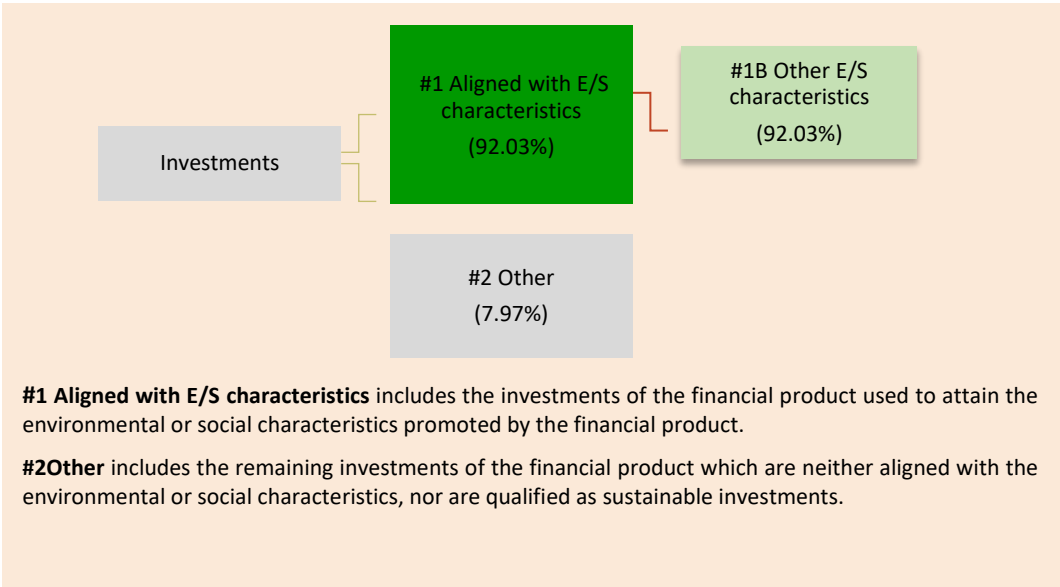 Investments
#1 Aligned with E/S
characteristics
(92.03%)
#1B Other E/S
characteristics
(92.03%)
#2 Other
(7.97%)
#1 Aligned with E/S characteristics includes the investments of the financial product used to attain the
environmental or social characteristics promoted by the financial product.
#2Other includes the remaining investments of the financial product which are neither aligned with the
environmental or social characteristics, nor are qualified as sustainable investments.